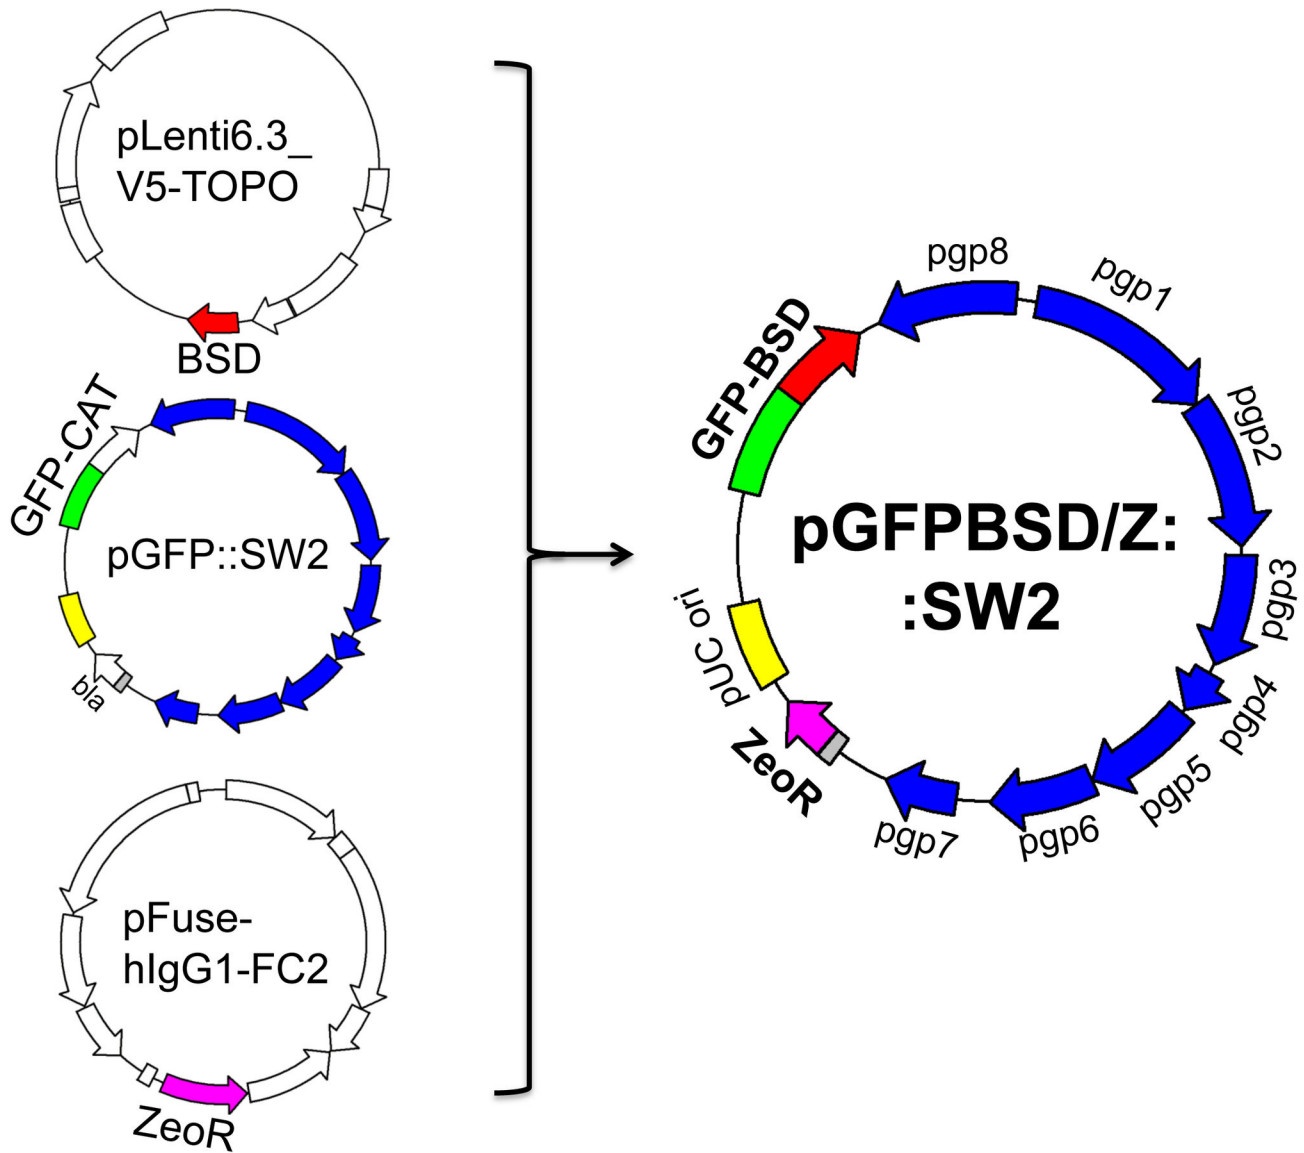 pLenti6.3_
V5-TOPO
BSD
GFP-CAT
pGFP::SW2
bla
pFuse-
hIgG1-FC2
ZeoR
pgp8
pgp1
GFP-BSD
pgp2
pGFPBSD/Z:
:SW2
pgp3
pUC ori
pgp4
ZeoR
pgp5
pgp7
pgp6